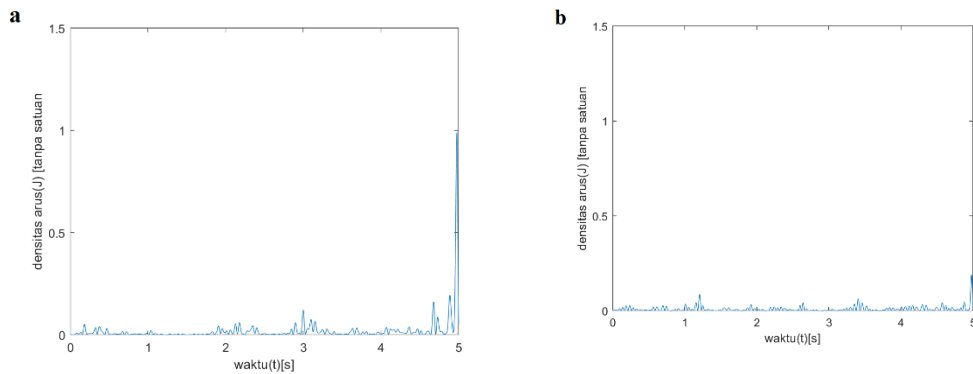 a
1.5
1
0.5
0
0 1 2 3 4 5
densitas arus(J) [tanpa satuan
waktu(t)[s]
b
1.5
1
0.5
0
0 1 2 3 4 5
densitas arus(J) [tanpa satuan
waktu(t)[s]